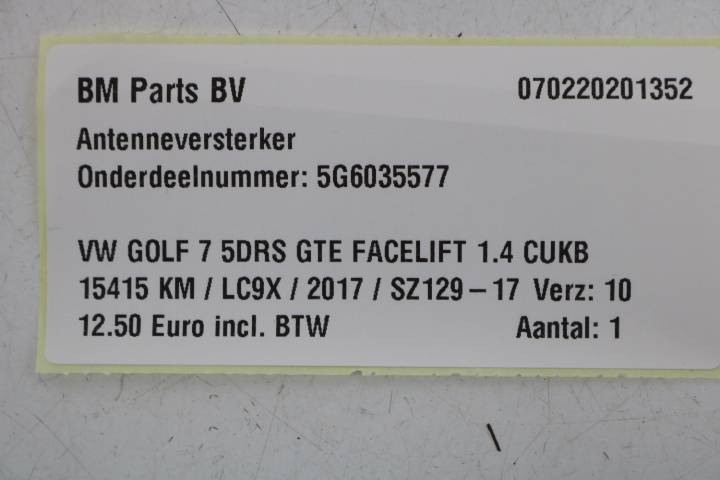 BM Parts BV 070220201352
Antenneversterker
Onderdeelnummer: 5G6035577
VW GOLF 7 5DRS GTE FACELIFT 1.4 CUKB
15415 KM / LC9X / 2017 / SZ129-17 Verz: 10
12.50 Euro incl. BTW Aantal: 1